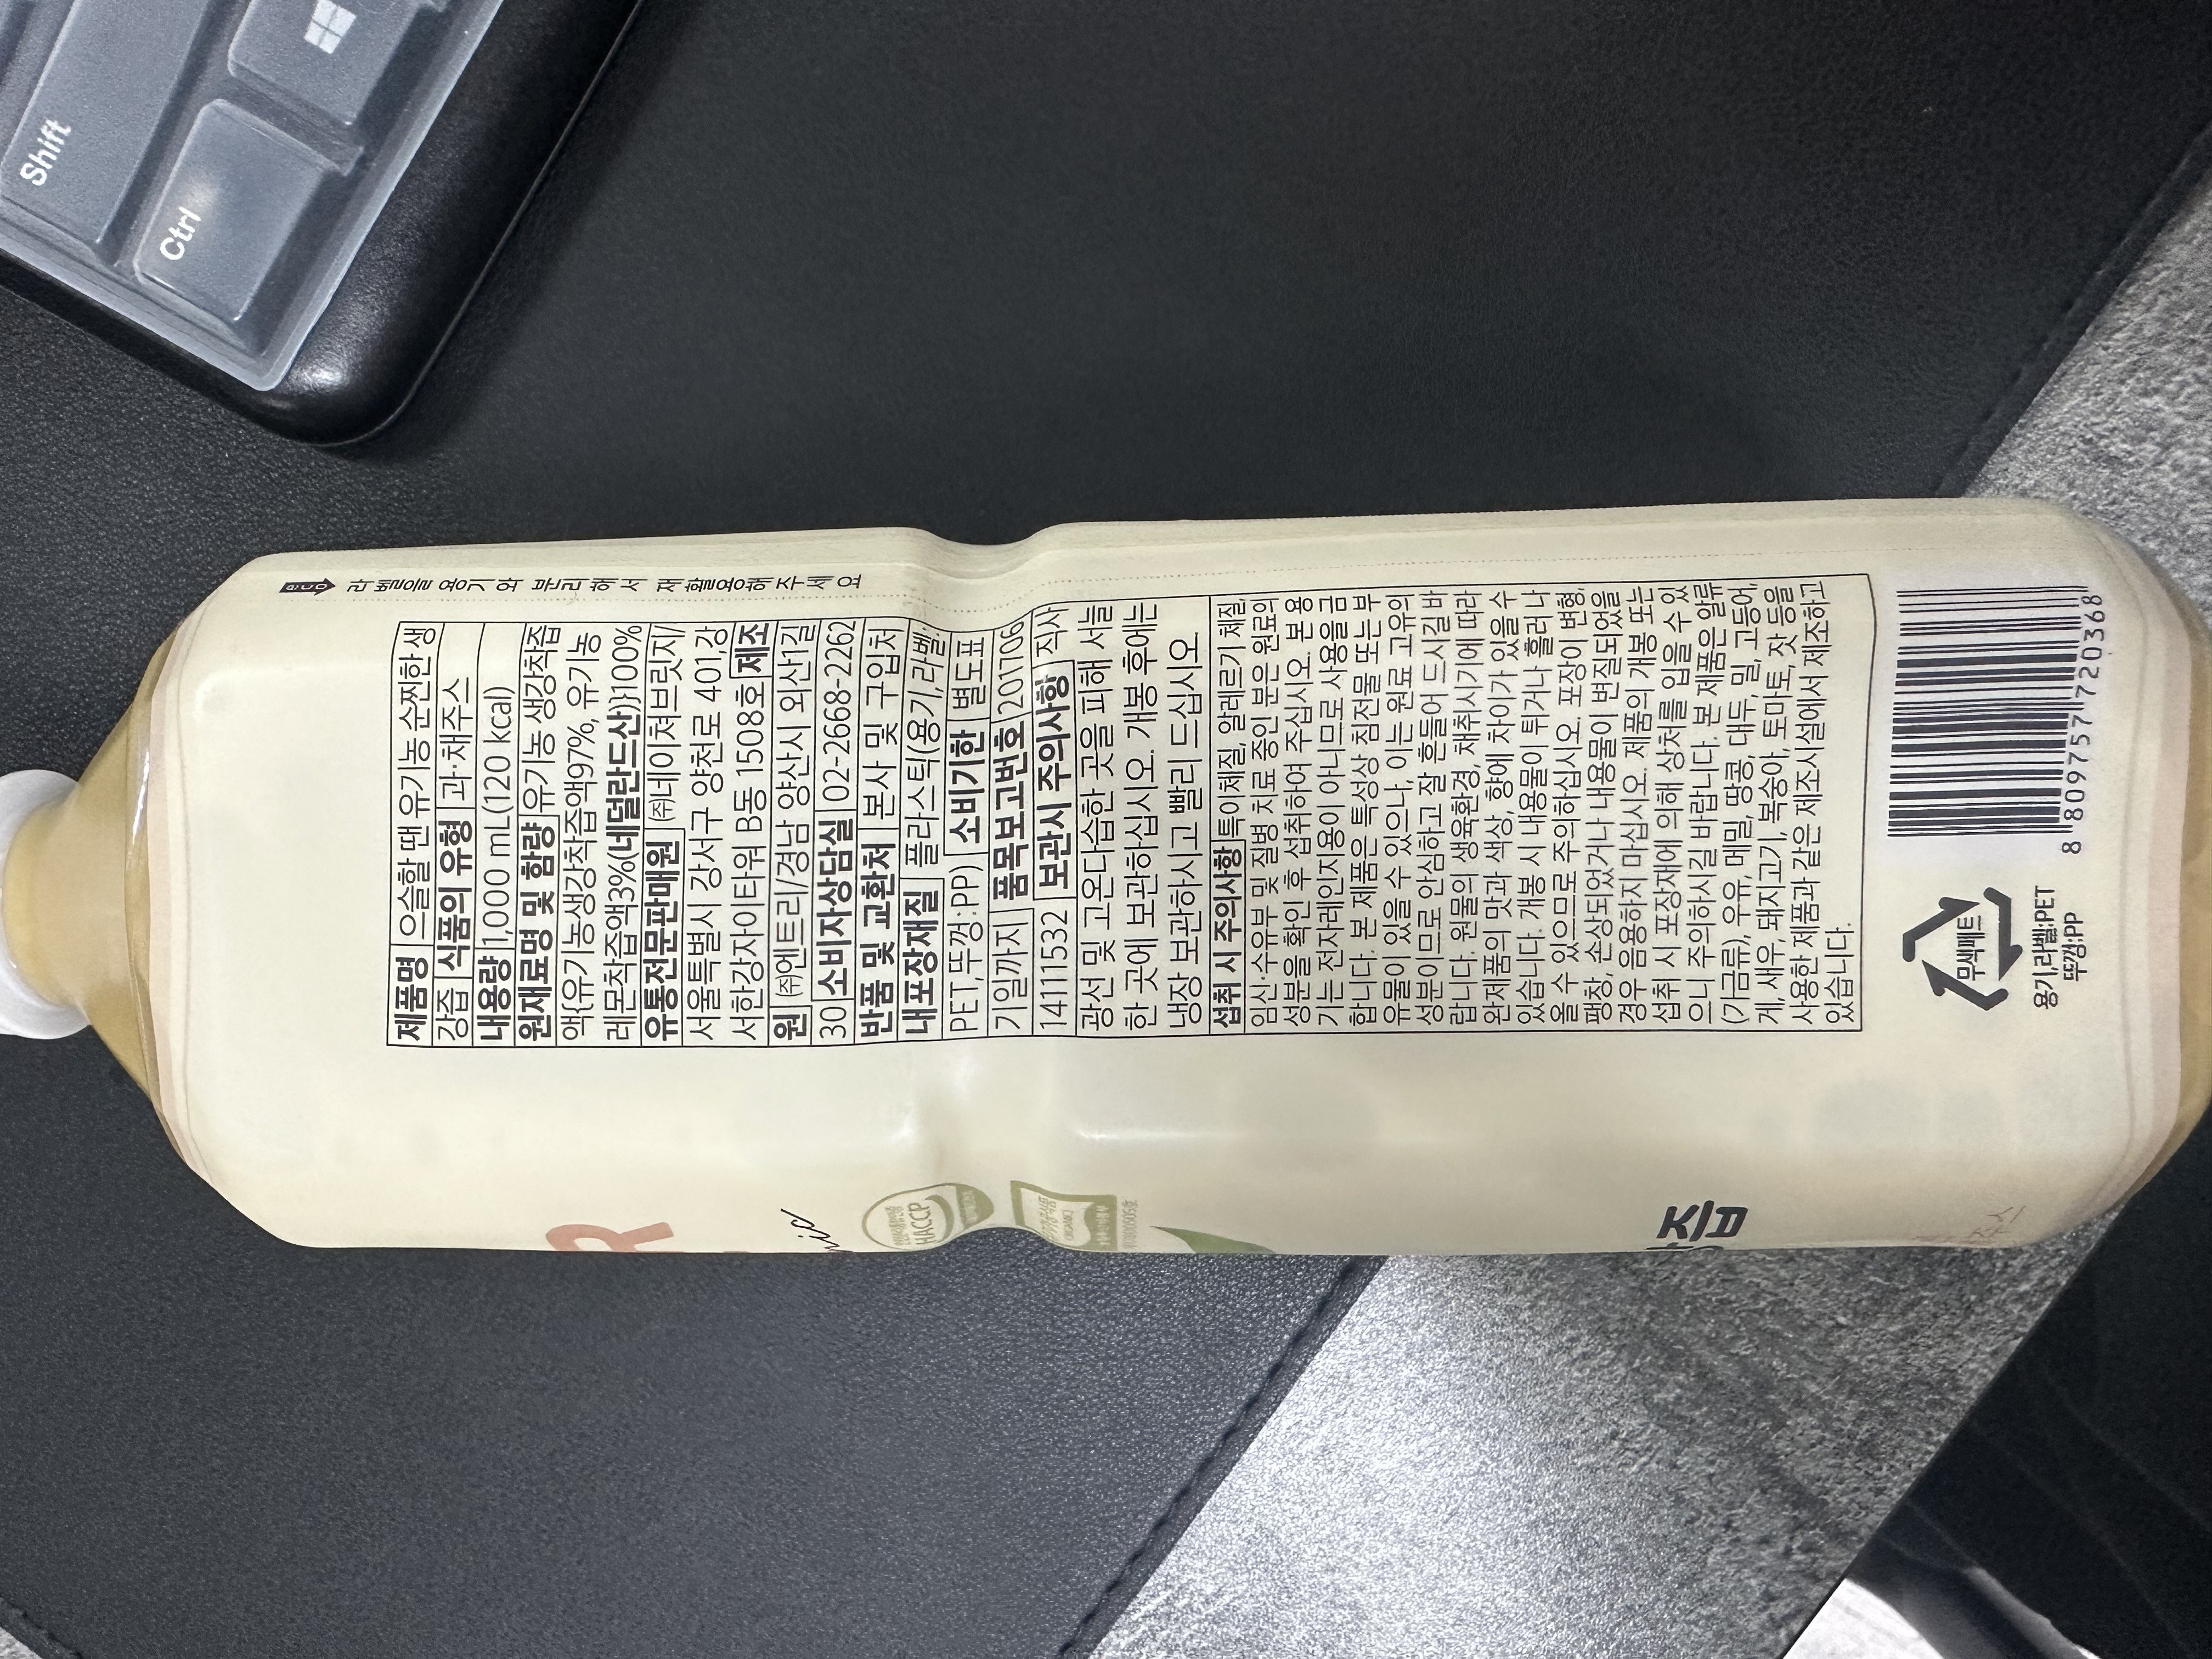 Shift
Ctrl
라벨을 용기와 분리해서 재활용해주세요
제품명 으슬할 땐 유기농 순찐한 생
강즙 식품의 유형 과·채주스
내용량 1,000 mL(120 kcal)
원재료명 및 함량 유기농 생강착즙
액{유기농생강착즙액97%, 유기농
레몬착즙액3%(네덜란드산)}100%
유통전문판매원 ㈜네이쳐브릿지/
서울특별시 강서구 양천로 401,강
서한강자이타워 B동 1508호 제조
원 ㈜엔트리/경남 양산시 외산1길
30 소비자상담실 02-2668-2262
반품 및 교환처 본사 및 구입처
내포장재질 플라스틱(용기,라벨:
PET,뚜껑:PP) 소비기한 별도표
기일까지 품목보고번호 201706
14111532 보관시 주의사항 직사
광선 및 고온다습한 곳을 피해 서늘
한 곳에 보관하십시오. 개봉 후에는
냉장 보관하시고 빨리 드십시오
섭취 시 주의사항 특이체질, 알레르기 체질,
임신·수유부 및 질병 치료 중인 분은 원료의
성분을 확인 후 섭취하여 주십시오. 본 용
기는 전자레인지용이 아니므로 사용을 금
합니다. 본 제품은 특성상 침전물 또는 부
유물이 있을 수 있으나, 이는 원료 고유의
성분이므로 안심하고 잘 흔들어 드시길 바
랍니다. 원물의 생육환경, 채취시기에 따라
완제품의 맛과 색상, 향에 차이가 있을 수
있습니다. 개봉 시 내용물이 튀거나 흘러나
올 수 있으므로 주의하십시오. 포장이 변형,
팽창, 손상되었거나 내용물이 변질되었을
경우 음용하지 마십시오. 제품의 개봉 또는
섭취 시 포장재에 의해 상처를 입을 수 있
으니 주의하시길 바랍니다. 본 제품은 알류
(가금류), 우유, 메밀, 땅콩, 대두, 밀, 고등어,
게, 새우, 돼지고기, 복숭아, 토마토, 잣 등을
사용한 제품과 같은 제조시설에서 제조하고
있습니다.
무색페트
용기,라벨:PET
뚜껑:PP
8 809757 720368
R
HACCP
ORGANIC
즙